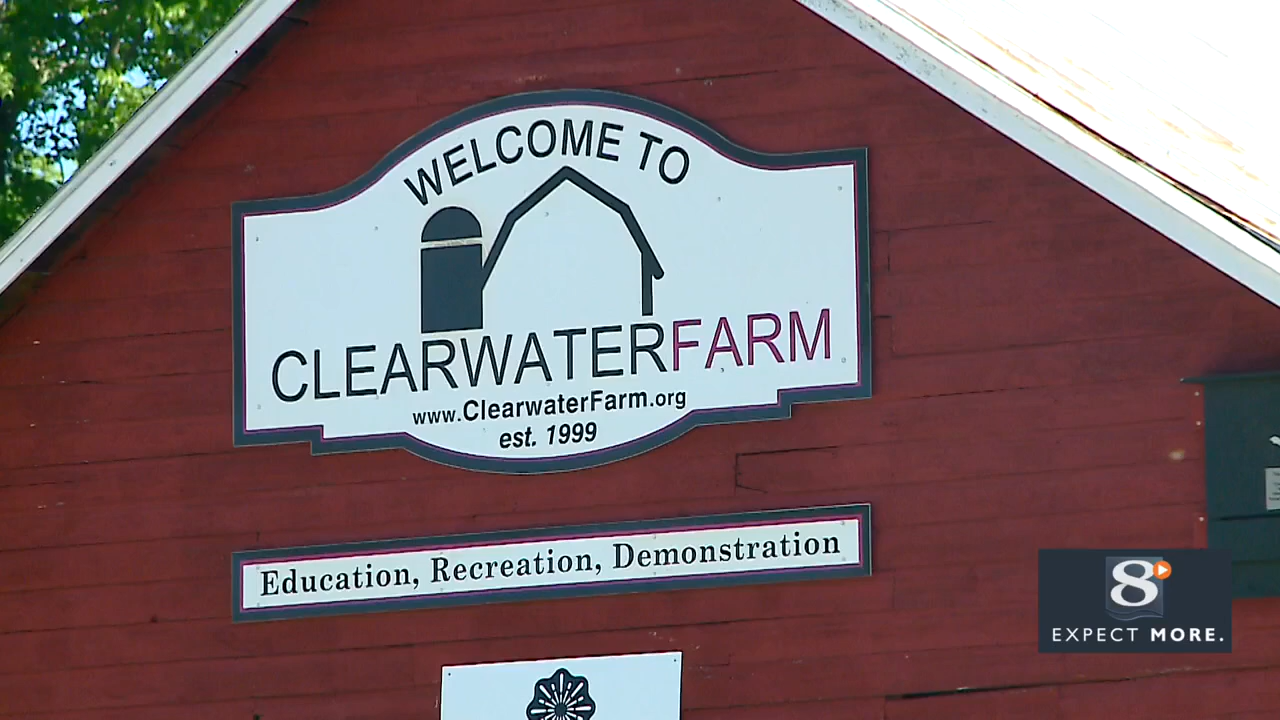 WELCOME TO
CLEARWATERFARM
www.ClearwaterFarm.org
est. 1999
Education, Recreation, Demonstration
8
EXPECT MORE.